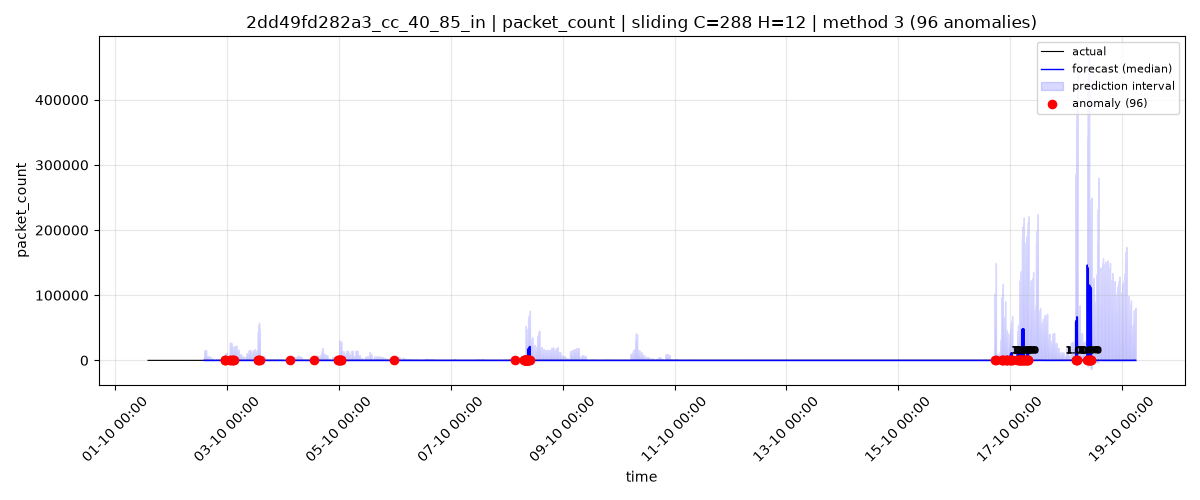 2dd49fd282a3_cc_40_85_in | packet_count | sliding C=288 H=12 | method 3 (96 anomalies)
actual
forecast (median)
prediction interval
anomaly (96)
packet_count
400000
300000
200000
100000
0
01-10 00:00
03-10 00:00
05-10 00:00
07-10 00:00
09-10 00:00
11-10 00:00
13-10 00:00
15-10 00:00
17-10 00:00
19-10 00:00
time